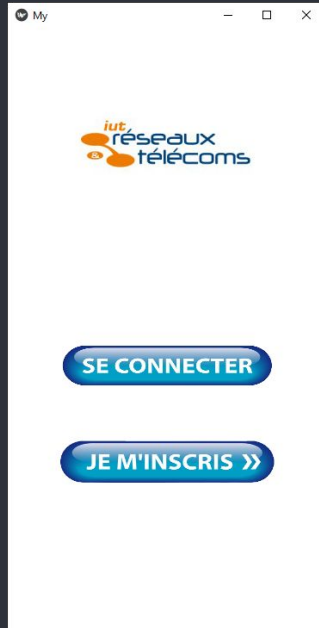 My
iut
réseaux
& télécoms
SE CONNECTER
JE M'INSCRIS »